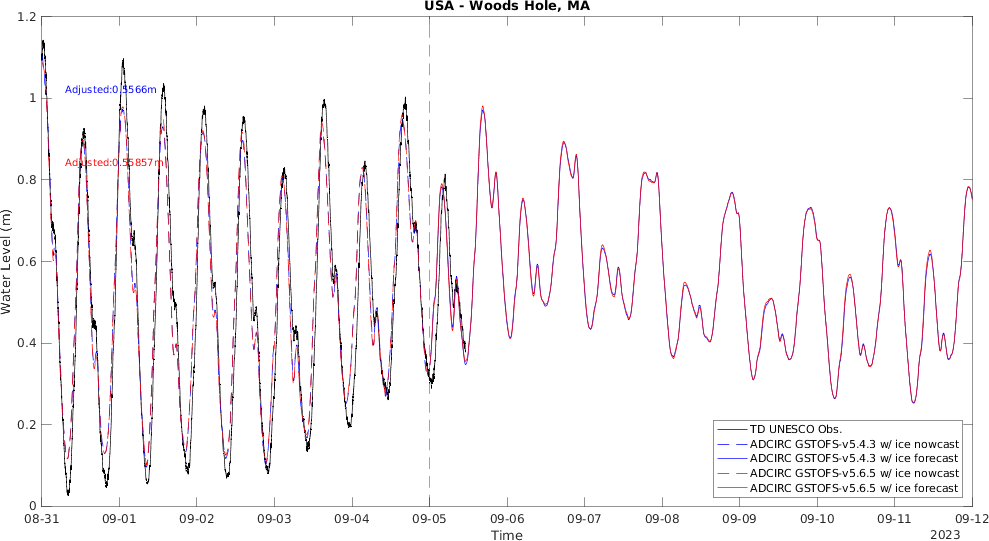 USA - Woods Hole, MA
Water Level (m)
1.2
1
0.8
0.6
0.4
0.2
0
Adjusted:0.5566m
Adjusted:0.55857m
TD UNESCO Obs.
ADCIRC GSTOFS-v5.4.3 w/ ice nowcast
ADCIRC GSTOFS-v5.4.3 w/ ice forecast
ADCIRC GSTOFS-v5.6.5 w/ ice nowcast
ADCIRC GSTOFS-v5.6.5 w/ ice forecast
08-31 09-01 09-02 09-03 09-04 09-05 09-06 09-07 09-08 09-09 09-10 09-11 09-12
Time
2023